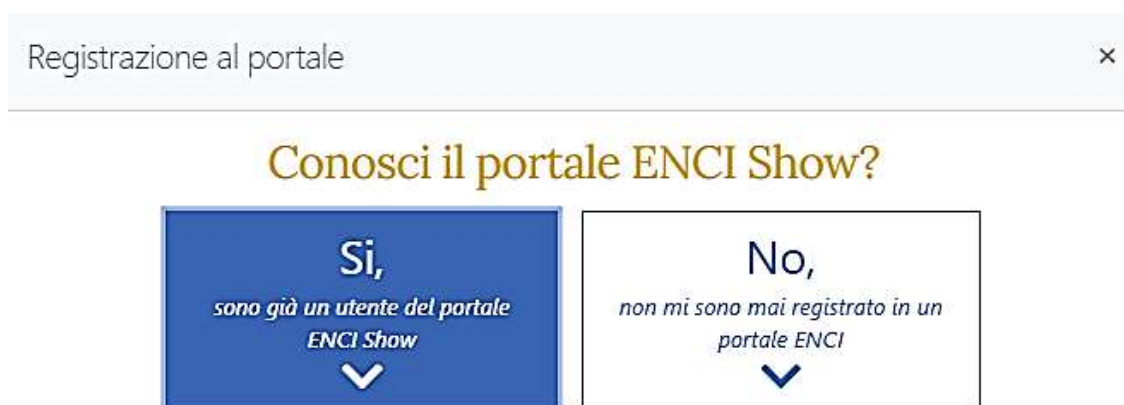 Registrazione al portale ×
Conosci il portale ENCI Show?
Si,
sono già un utente del portale
ENCI Show
No,
non mi sono mai registrato in un
portale ENCI